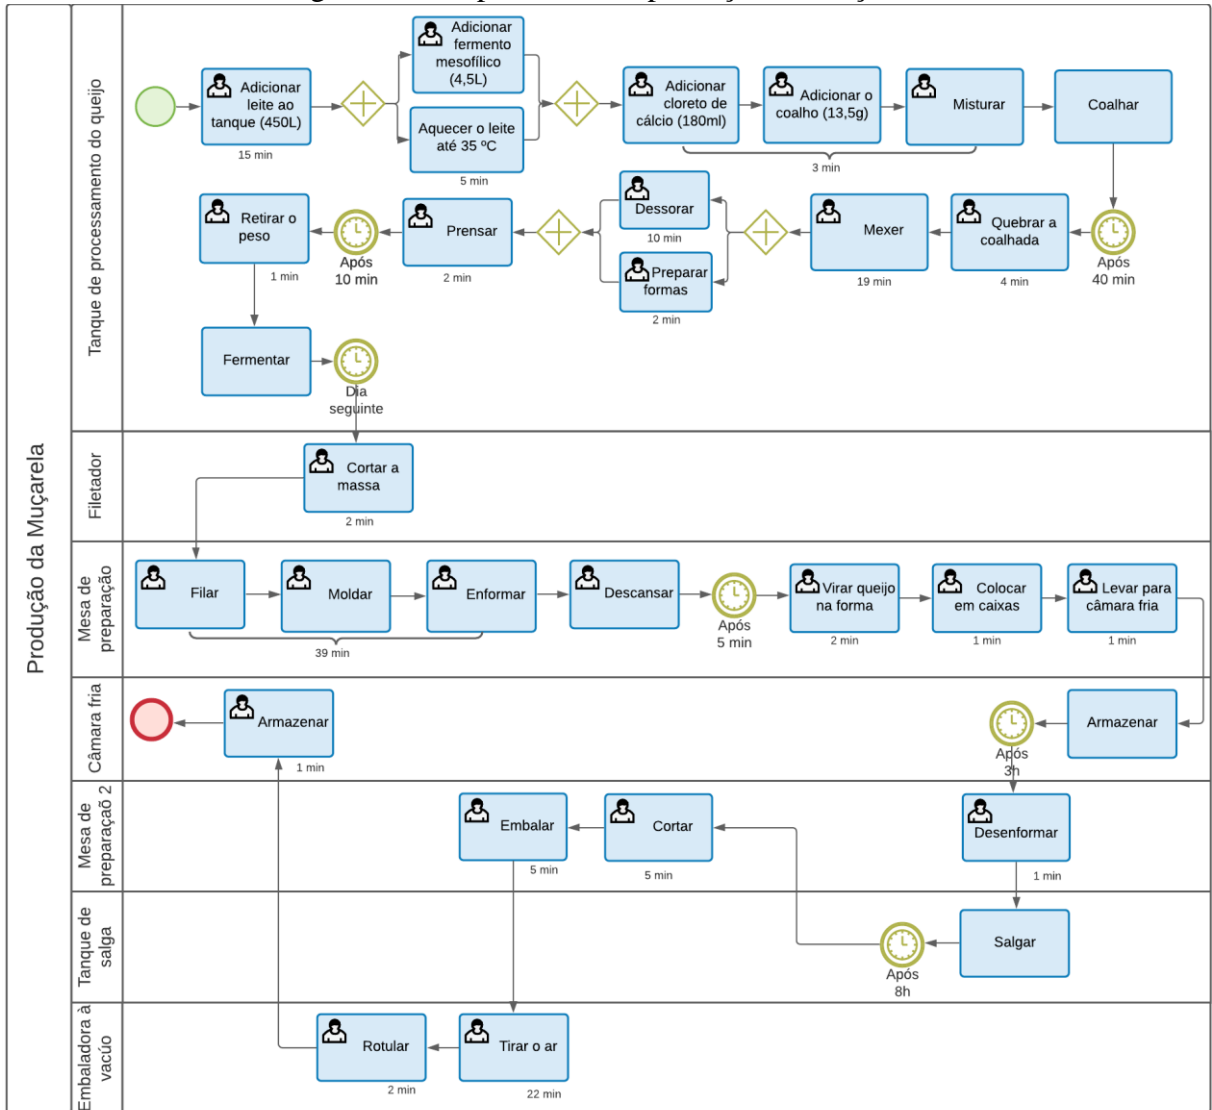 Produção da Muçarela
Tanque de processamento do queijo
Adicionar
leite ao
tanque (450L)
15 min
Adicionar
fermento
mesofílico
(4,5L)
Aquecer o leite
até 35 ºC
5 min
Adicionar
cloreto de
cálcio (180ml)
Adicionar o
coalho (13,5g)
Misturar
3 min
Coalhar
Após
40 min
Quebrar a
coalhada
4 min
Mexer
19 min
Dessorar
10 min
Preparar
formas
2 min
Prensar
2 min
Após
10 min
Retirar o
peso
1 min
Fermentar
Dia
seguinte
Filetador
Cortar a
massa
2 min
Mesa de
preparação
Filar
Moldar
Enformar
39 min
Descansar
Após
5 min
Virar queijo
na forma
2 min
Colocar
em caixas
1 min
Levar para
câmara fria
1 min
Câmara fria
Armazenar
1 min
Armazenar
Após
3h
Mesa de
preparaçaõ 2
Embalar
5 min
Cortar
5 min
Desenformar
1 min
Tanque de
salga
Salgar
Após
8h
Embaladora à
vacúo
Rotular
2 min
Tirar o ar
22 min